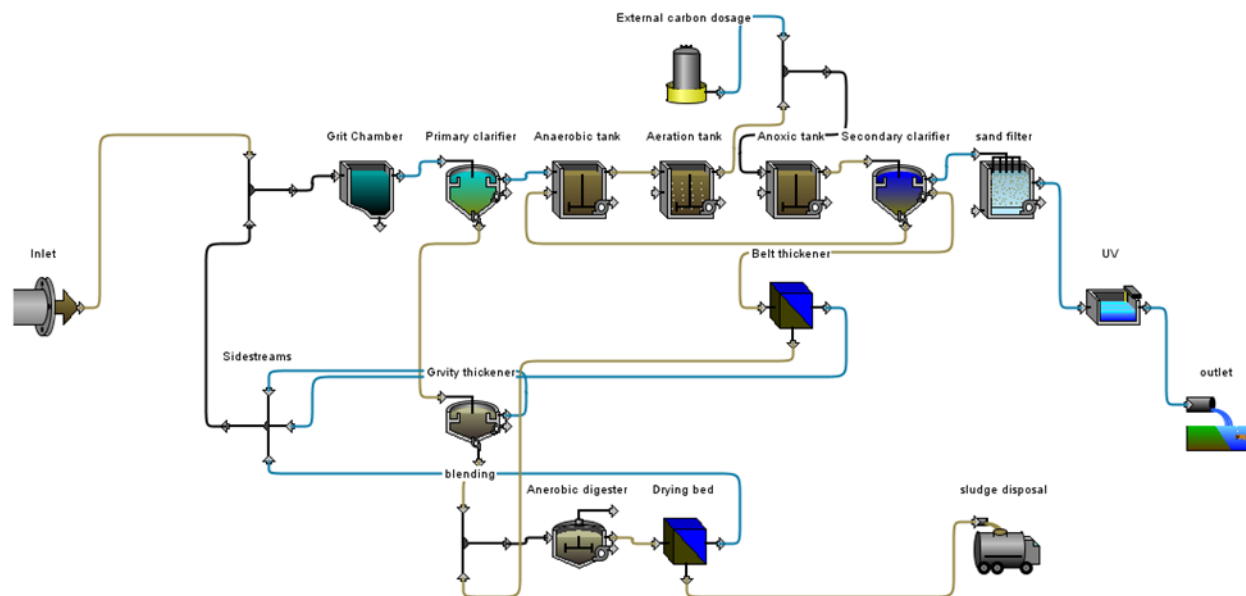 External carbon dosage
Grit Chamber
Primary clarifier
Anaerobic tank
Aeration tank
Anoxic tank
Secondary clarifier
sand filter
Inlet
Belt thickener
UV
Sidestreams
Grvity thickener
outlet
blending
Anerobic digester
Drying bed
sludge disposal